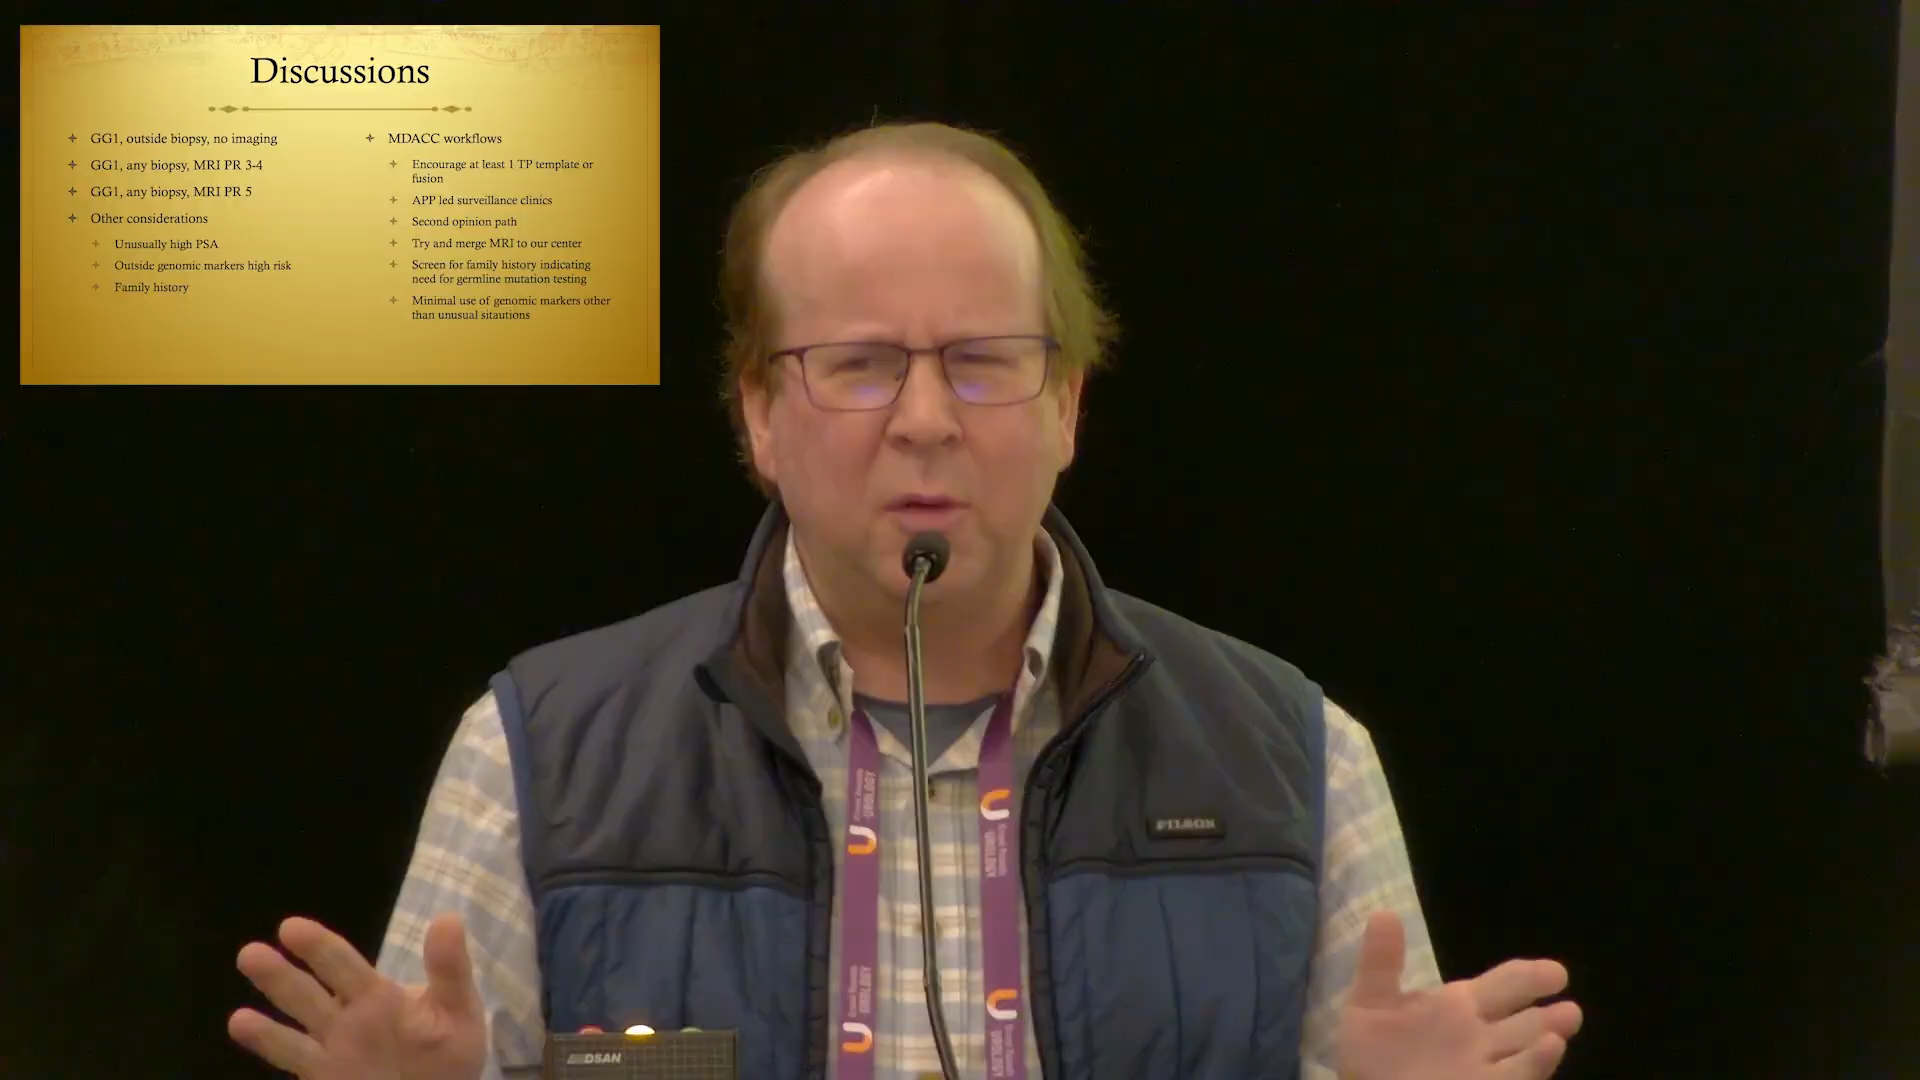 Discussions
GG1, outside biopsy, no imaging
GG1, any biopsy, MRI PR 3-4
GG1, any biopsy, MRI PR 5
Other considerations
Unusually high PSA
Outside genomic markers high risk
Family history
MDACC workflows
Encourage at least 1 TP template or
fusion
APP led surveillance clinics
Second opinion path
Try and merge MRI to our center
Screen for family history indicating
need for germline mutation testing
Minimal use of genomic markers other
than unusual sitautions
FILSON
UROLOGY
UROLOGY
UROLOGY
UROLOGY
DSAN